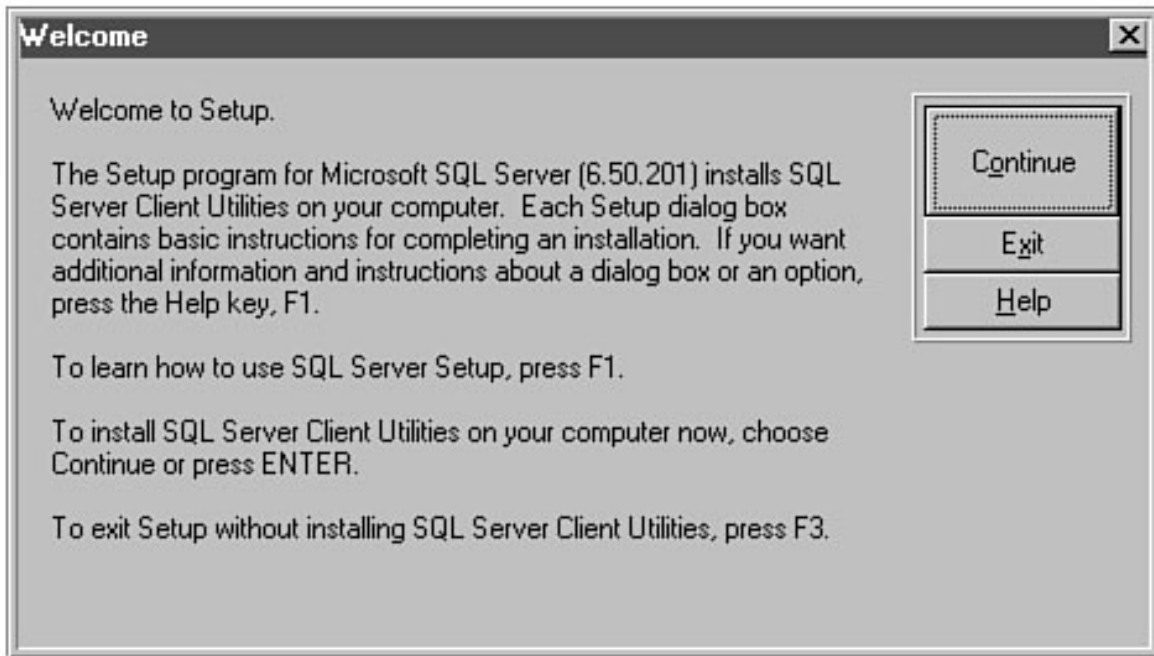 Welcome
Welcome to Setup.
The Setup program for Microsoft SQL Server (6.50.201) installs SQL
Server Client Utilities on your computer.  Each Setup dialog box
contains basic instructions for completing an installation.  If you want
additional information and instructions about a dialog box or an option,
press the Help key, F1.
To learn how to use SQL Server Setup, press F1.
To install SQL Server Client Utilities on your computer now, choose
Continue or press ENTER.
To exit Setup without installing SQL Server Client Utilities, press F3.
Continue
Exit
Help